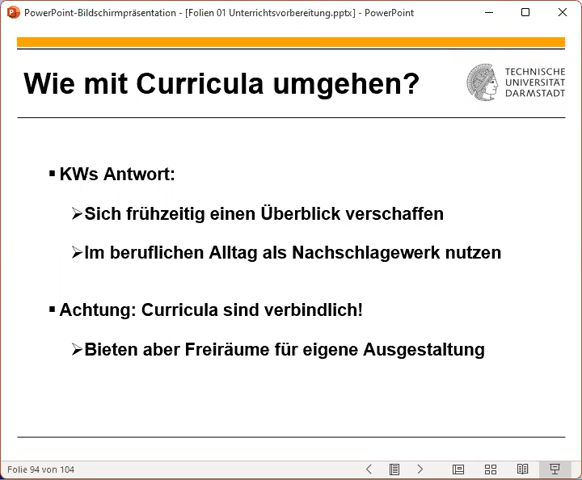 PowerPoint-Bildschirmpräsentation - [Folien 01 Unterrichtsvorbereitung.pptx] - PowerPoint
Wie mit Curricula umgehen?
TECHNISCHE
UNIVERSITÄT
DARMSTADT
▪ KWs Antwort:
➢Sich frühzeitig einen Überblick verschaffen
➢Im beruflichen Alltag als Nachschlagewerk nutzen
▪ Achtung: Curricula sind verbindlich!
➢Bieten aber Freiräume für eigene Ausgestaltung
Folie 94 von 104